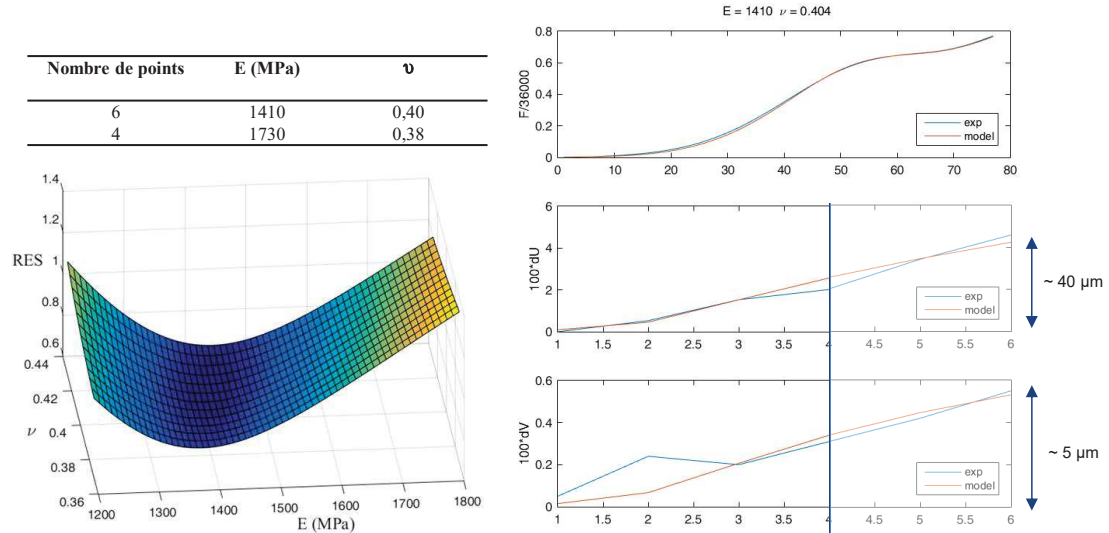 Nombre de points E (MPa) υ
6 1410 0,40
4 1730 0,38
1.4
1.2
1
0.8
0.6
RES
0.44
0.42
0.4
0.38
0.36
ν
1200 1300 1400 1500 1600 1700 1800
E (MPa)
E = 1410 ν = 0.404
0.8
0.6
0.4
0.2
0
F/36000
exp
model
0 10 20 30 40 50 60 70 80
6
4
2
0
100*dU
exp
model
1 1.5 2 2.5 3 3.5 4 4.5 5 5.5 6
~ 40 µm
0.6
0.4
0.2
0
100*dV
exp
model
1 1.5 2 2.5 3 3.5 4 4.5 5 5.5 6
~ 5 µm